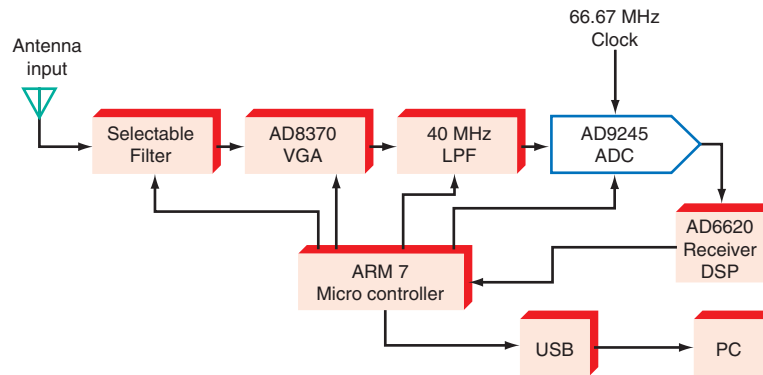 66.67 MHz
Clock
Antenna
input
Selectable
Filter
AD8370
VGA
40 MHz
LPF
AD9245
ADC
AD6620
Receiver
DSP
ARM 7
Micro controller
USB
PC